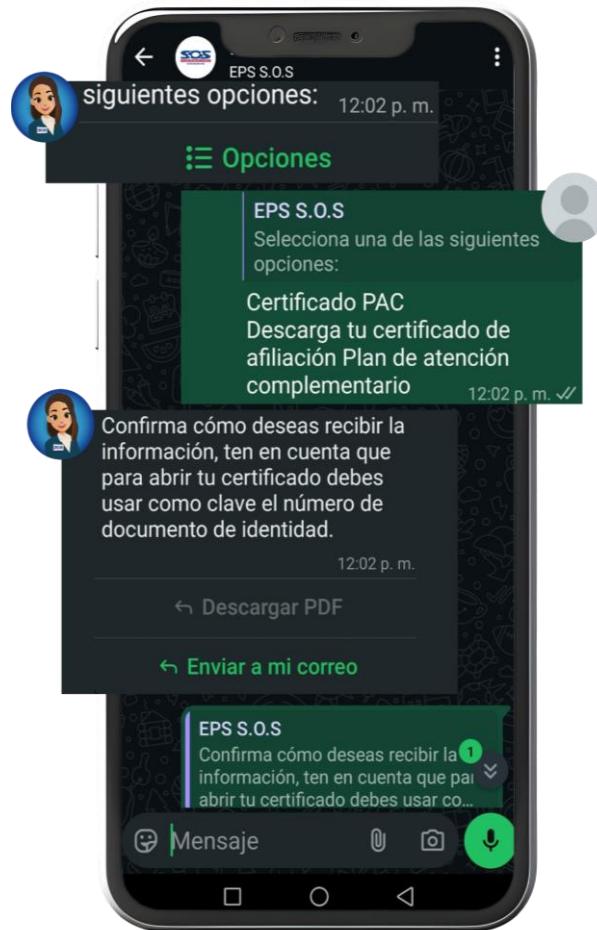 SOS
EPS S.O.S
siguientes opciones:
12:02 p. m.
Opciones
EPS S.O.S
Selecciona una de las siguientes
opciones:
Certificado PAC
Descarga tu certificado de
afiliación Plan de atención
complementario
12:02 p. m.
Confirma cómo deseas recibir la
información, ten en cuenta que
para abrir tu certificado debes
usar como clave el número de
documento de identidad.
12:02 p. m.
Descargar PDF
Enviar a mi correo
EPS S.O.S
Confirma cómo deseas recibir la
1
información, ten en cuenta que par
abrir tu certificado debes usar co...
Mensaje